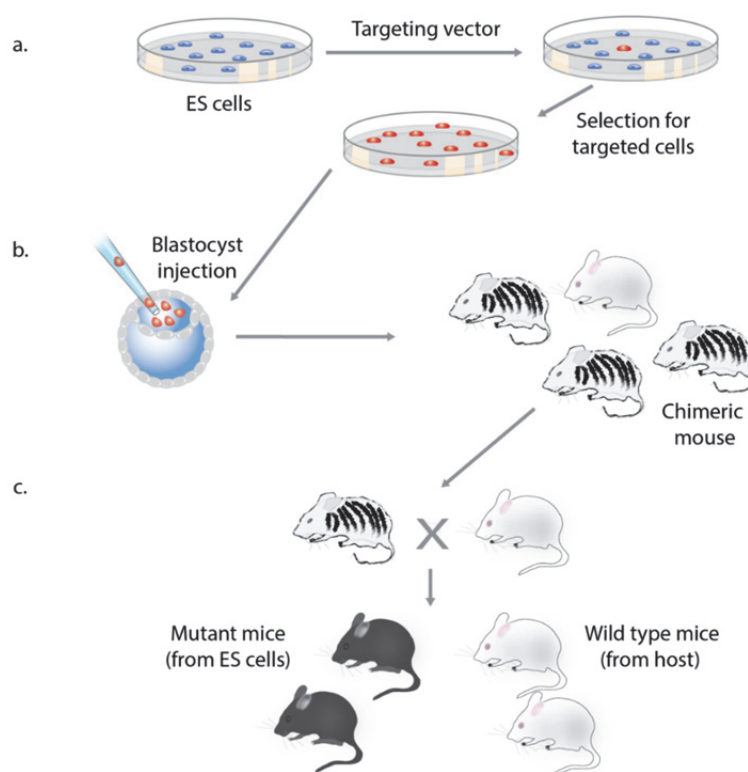 a.
Targeting vector
ES cells
Selection for
targeted cells
b.
Blastocyst
injection
Chimeric
mouse
c.
X
Mutant mice
(from ES cells)
Wild type mice
(from host)